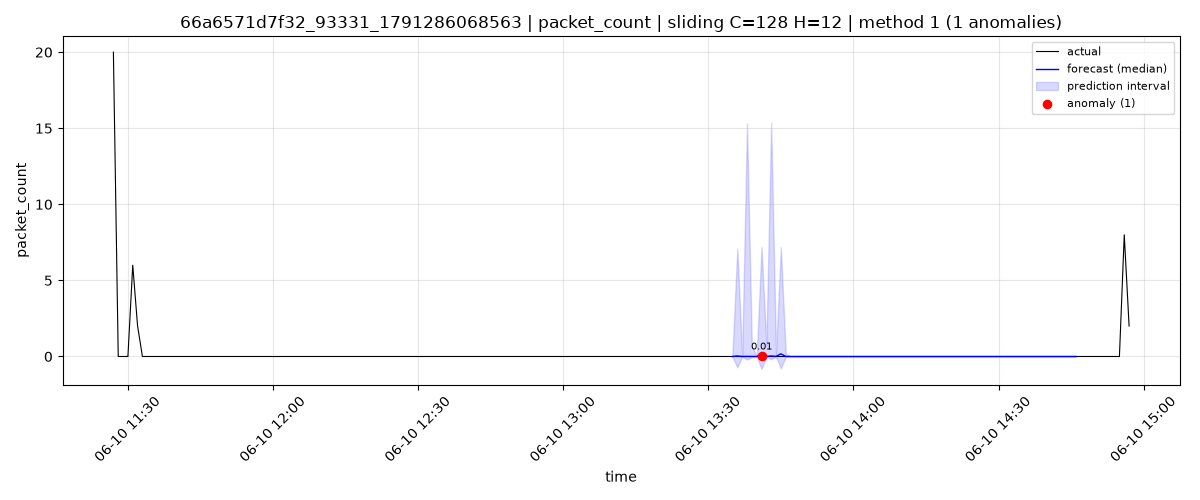 66a6571d7f32_93331_1791286068563 | packet_count | sliding C=128 H=12 | method 1 (1 anomalies)
actual
forecast (median)
prediction interval
anomaly (1)
packet_count
20
15
10
5
0
0.01
06-10 11:30
06-10 12:00
06-10 12:30
06-10 13:00
06-10 13:30
06-10 14:00
06-10 14:30
06-10 15:00
time